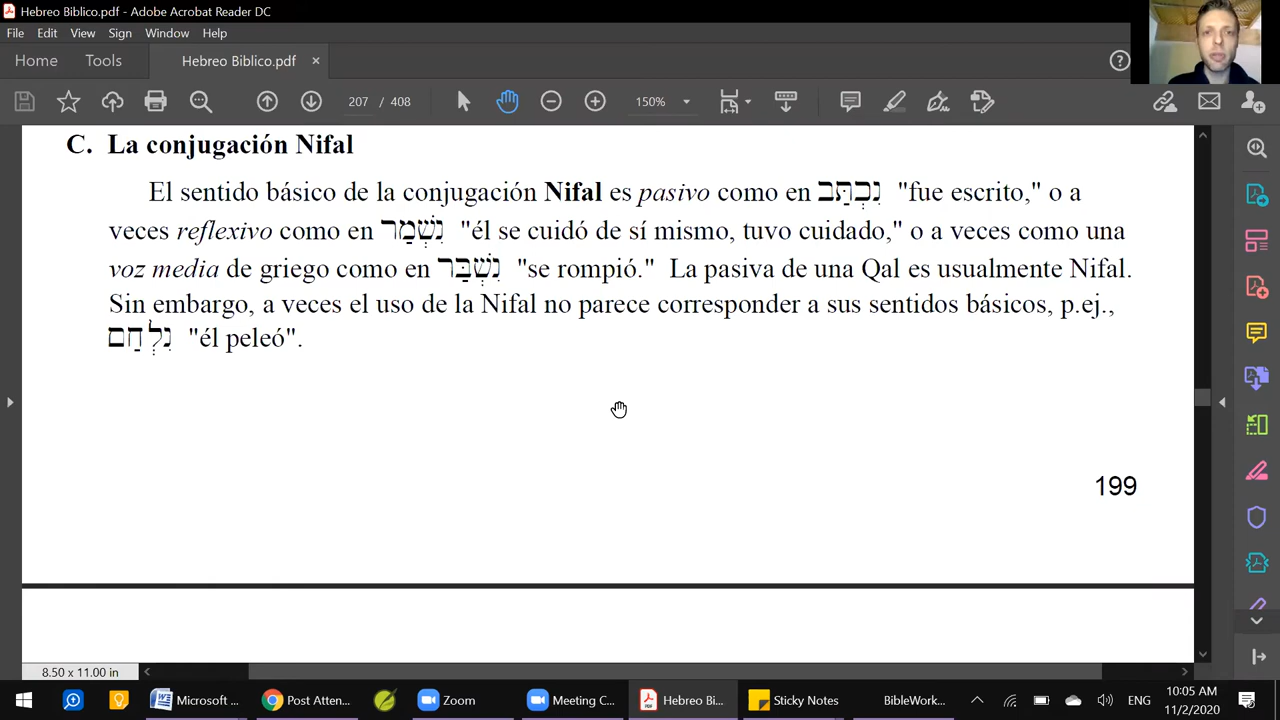 Hebreo Biblico.pdf - Adobe Acrobat Reader DC
File Edit View Sign Window Help
Home Tools Hebreo Biblico.pdf ×
207 / 408 150%
C. La conjugación Nifal
El sentido básico de la conjugación Nifal es pasivo como en נִכְתַּב "fue escrito," o a
veces reflexivo como en נִשְׁמַר "él se cuidó de sí mismo, tuvo cuidado," o a veces como una
voz media de griego como en נִשְׁבַּר "se rompió." La pasiva de una Qal es usualmente Nifal.
Sin embargo, a veces el uso de la Nifal no parece corresponder a sus sentidos básicos, p.ej.,
נִלְחַם "él peleó".
199
8.50 x 11.00 in
Microsoft ... Post Atten... Zoom Meeting C... Hebreo Bi... Sticky Notes BibleWork... ENG 10:05 AM
11/2/2020